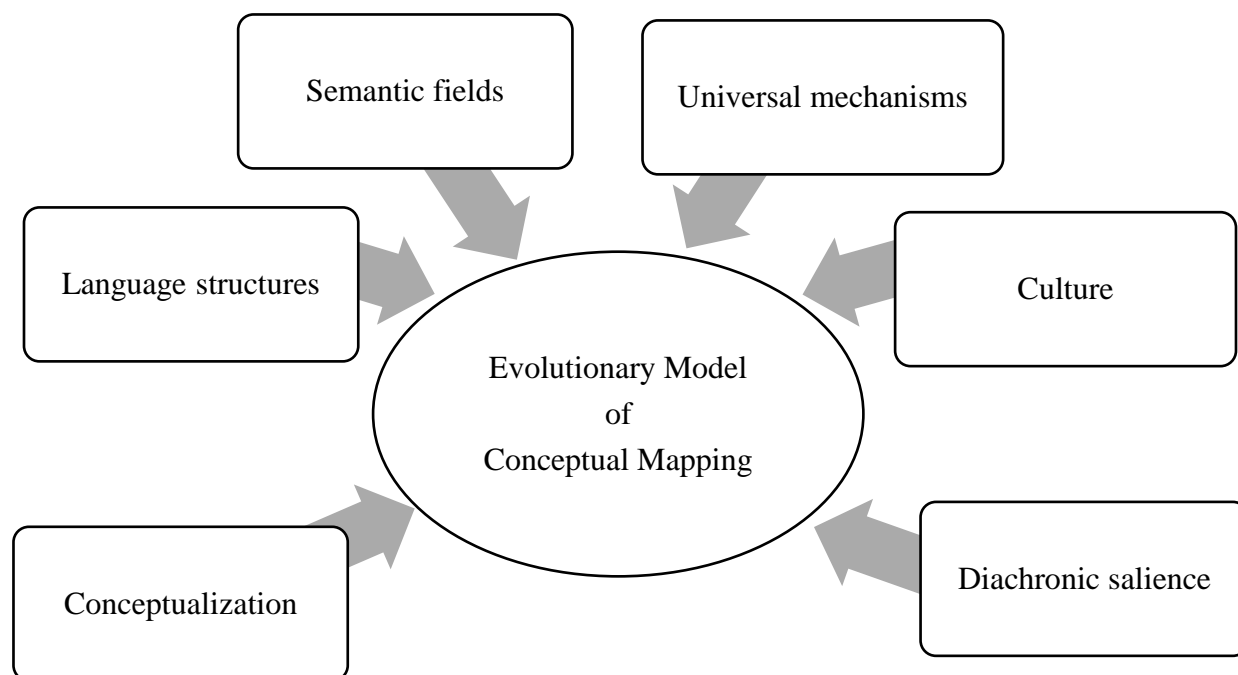 Semantic fields
Universal mechanisms
Language structures
Culture
Evolutionary Model
of
Conceptual Mapping
Conceptualization
Diachronic salience